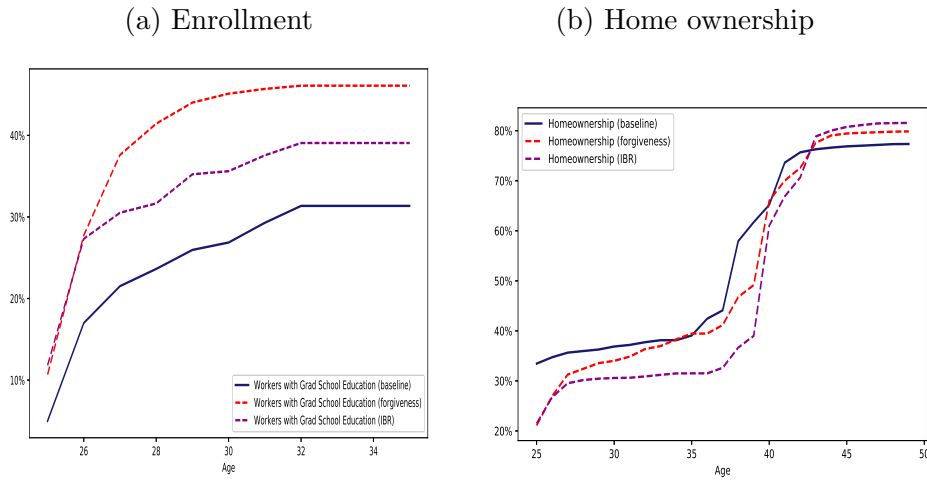 (a) Enrollment
40%
30%
20%
10%
Workers with Grad School Education (baseline)
Workers with Grad School Education (forgiveness)
Workers with Grad School Education (IBR)
26
28
30
32
34
Age
(b) Home ownership
Homeownership (baseline)
Homeownership (forgiveness)
Homeownership (IBR)
80%
70%
60%
50%
40%
30%
20%
25
30
35
40
45
50
Age